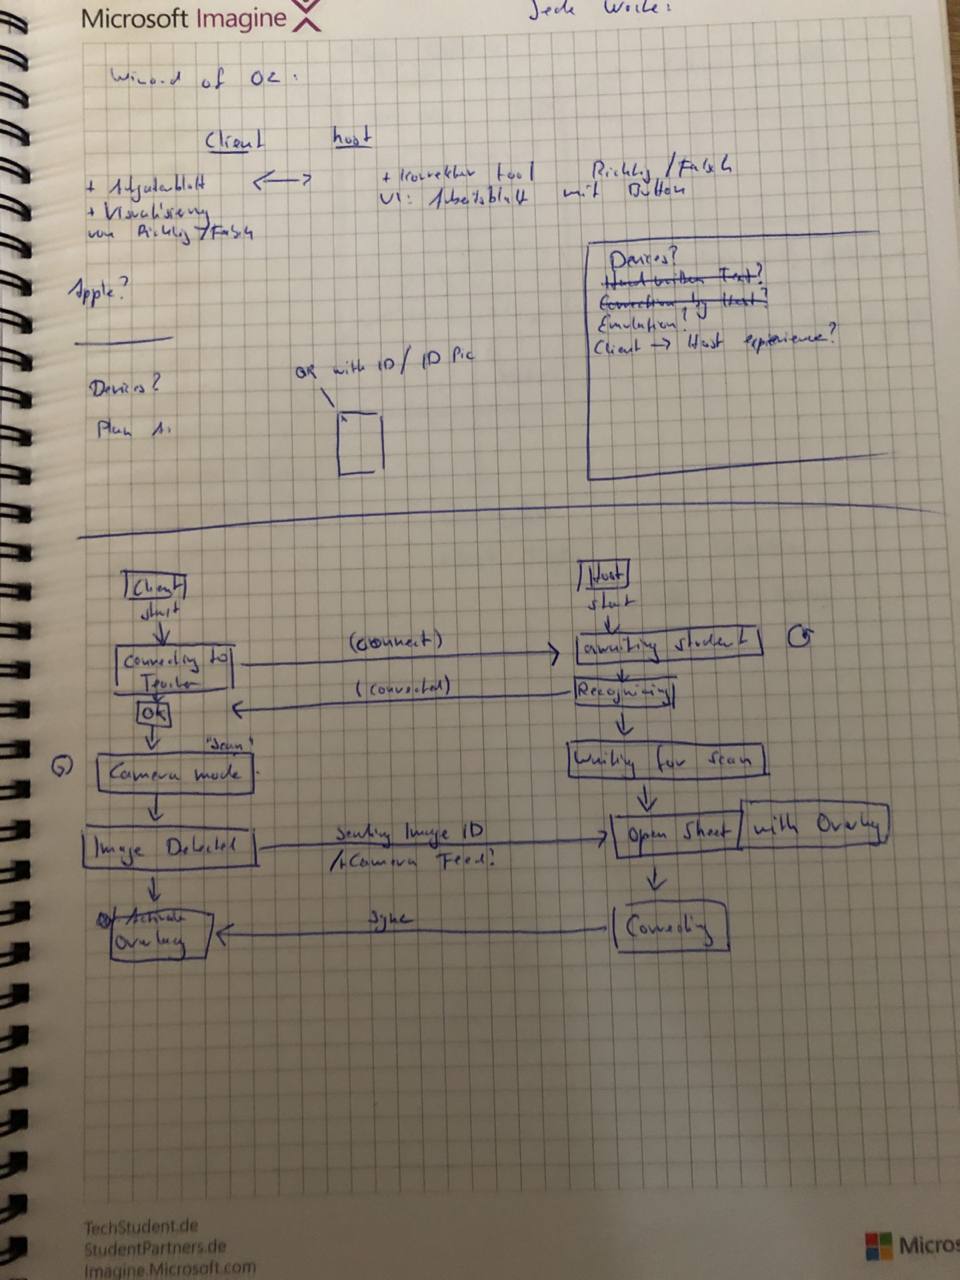 Microsoft Imagine X
Jede Woche:
Wizard of Oz:
Client
host
+ Aufgabenblatt
+ Visualisierung
von Richtig/Falsch
+ Korrektur tool Richtig/Falsch
UI: Arbeitsblatt mit Button
Apple?
Devices?
Hand written Text?
Correction by Host?
Emulation?
Client → Host experience?
Devices?
Plan A:
QR with ID / ID Pic
Client
start
Host
start
Connecting to
Teacher
(connect)
awaiting student
OK
(connected)
Recognizing
"Scan"
Camera mode
Waiting for scan
Image Detected
Sending Image ID
/+Camera Feed?
Open Sheet
with Overlay
Activate
Overlay
Sync
Correcting
TechStudent.de
StudentPartners.de
Imagine.Microsoft.com
Micros